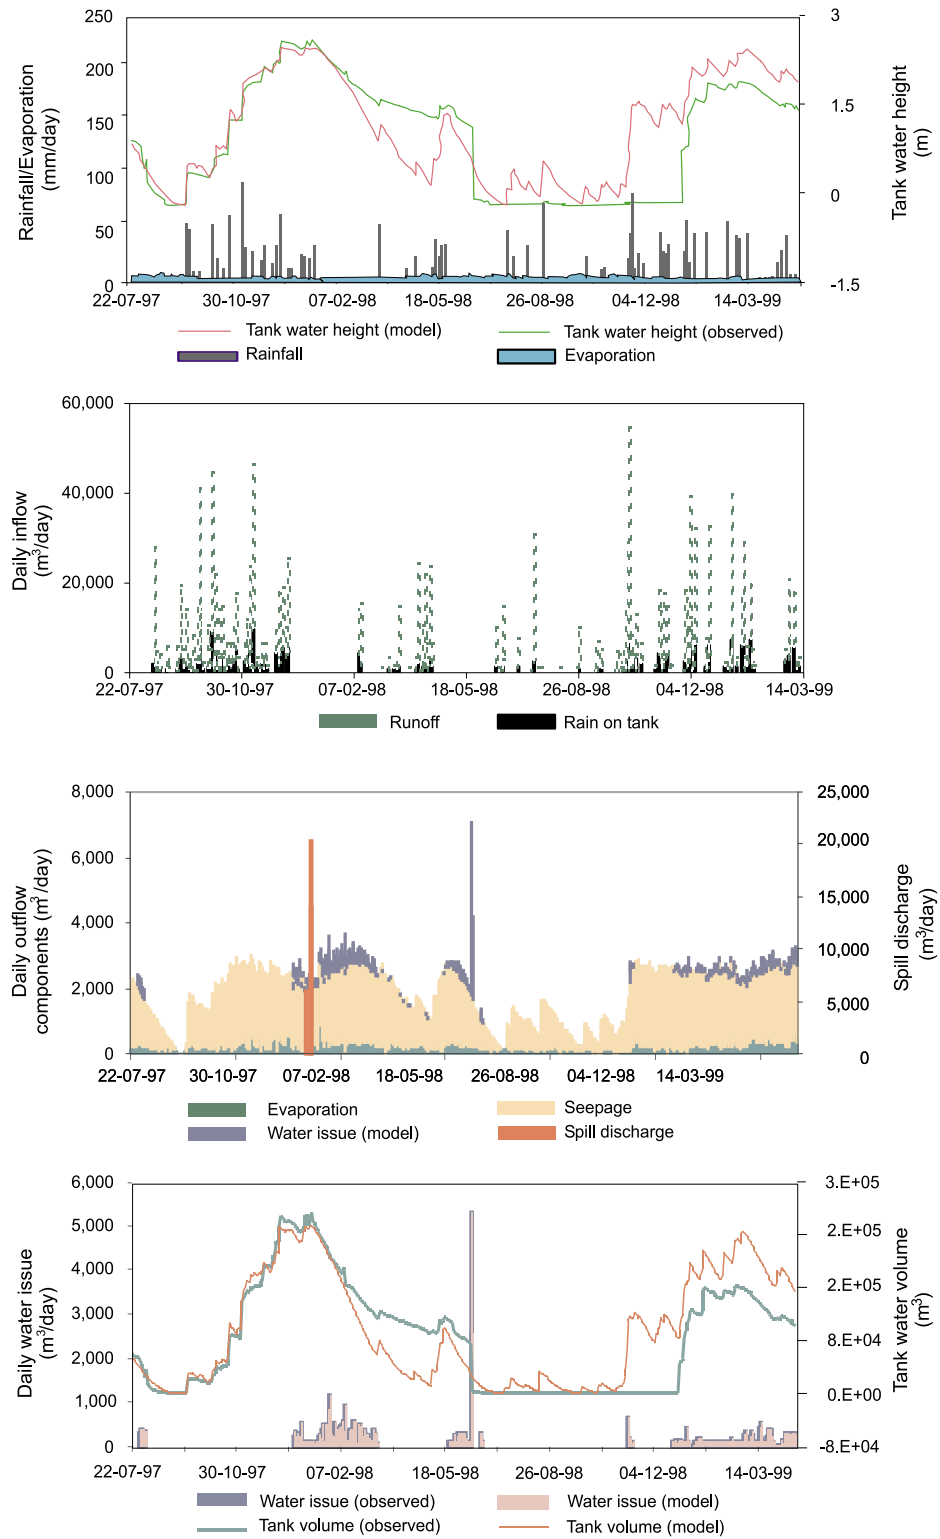 250
200
150
100
50
0
Rainfall/Evaporation
(mm/day)
3
1.5
0
-1.5
Tank water height
(m)
22-07-97 30-10-97 07-02-98 18-05-98 26-08-98 04-12-98 14-03-99
Tank water height (model) Tank water height (observed)
Rainfall Evaporation
60,000
40,000
20,000
0
Daily inflow
(m³/day)
22-07-97 30-10-97 07-02-98 18-05-98 26-08-98 04-12-98 14-03-99
Runoff Rain on tank
8,000
6,000
4,000
2,000
0
Daily outflow
components (m³/day)
25,000
20,000
15,000
10,000
5,000
0
Spill discharge
(m³/day)
22-07-97 30-10-97 07-02-98 18-05-98 26-08-98 04-12-98 14-03-99
Evaporation Seepage
Water issue (model) Spill discharge
6,000
5,000
4,000
3,000
2,000
1,000
0
Daily water issue
(m³/day)
3.E+05
2.E+05
2.E+05
8.E+04
0.E+00
-8.E+04
Tank water volume
(m³)
22-07-97 30-10-97 07-02-98 18-05-98 26-08-98 04-12-98 14-03-99
Water issue (observed) Water issue (model)
Tank volume (observed) Tank volume (model)